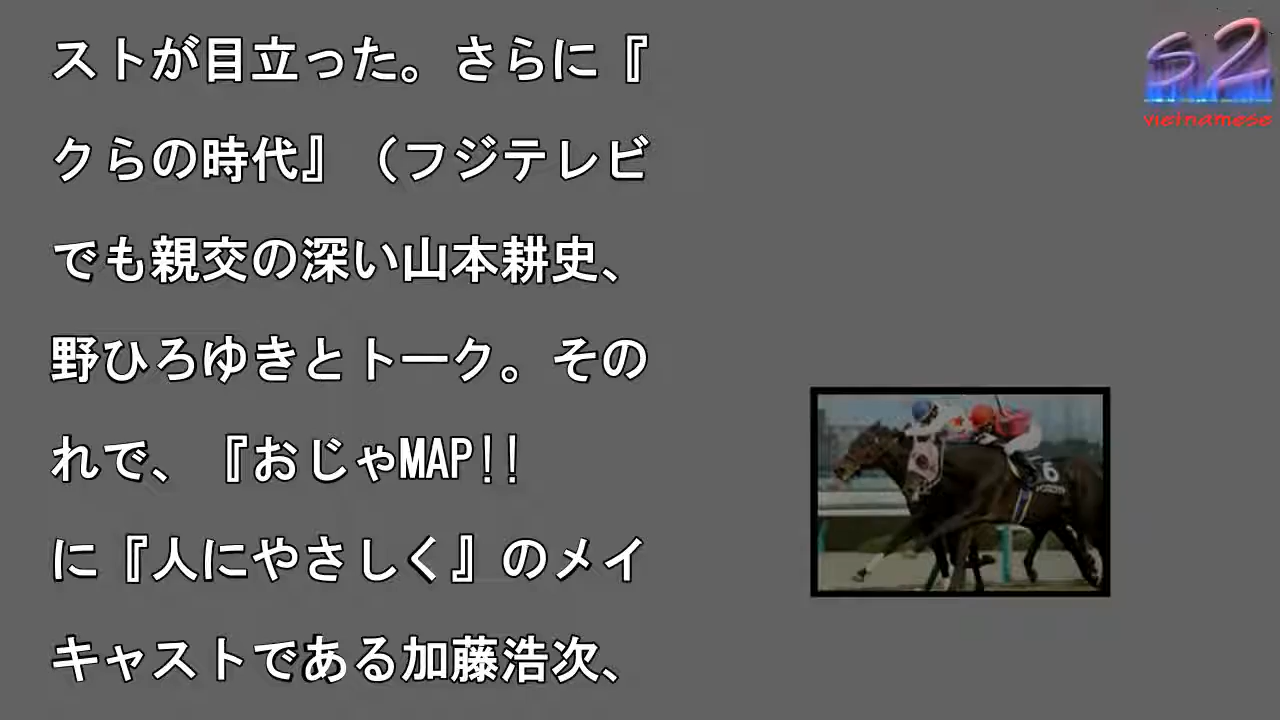 ストが目立った。さらに『
クらの時代』（フジテレビ
でも親交の深い山本耕史、
野ひろゆきとトーク。その
れで、『おじゃMAP!!
に『人にやさしく』のメイ
キャストである加藤浩次、
S2
vietnamese
6